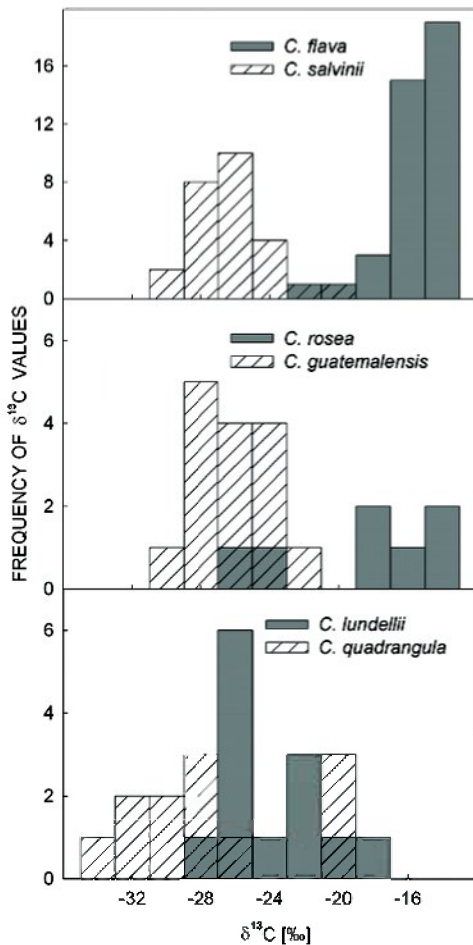 C. flava
C. salvinii
16
12
8
4
0
C. rosea
C. guatemalensis
4
2
0
C. lundellii
C. quadrangula
6
4
2
0
-32 -28 -24 -20 -16
δ¹³C [‰]
FREQUENCY OF δ¹³C VALUES